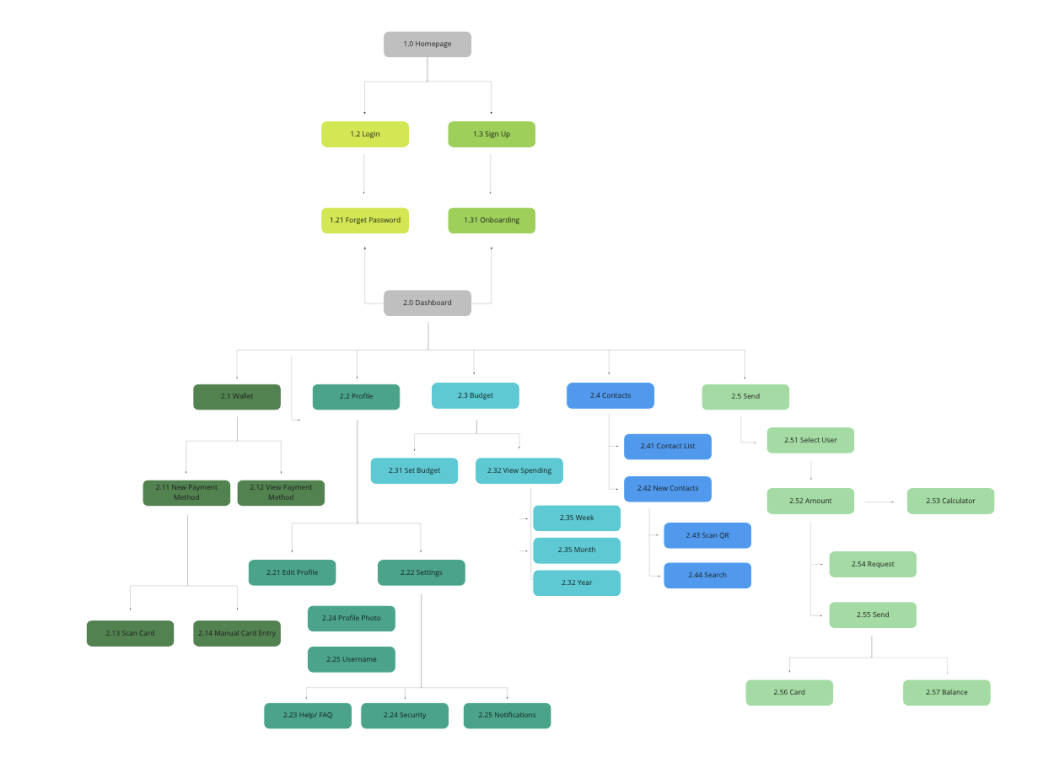 1.0 Homepage
1.2 Login
1.3 Sign Up
1.21 Forget Password
1.31 Onboarding
2.0 Dashboard
2.1 Wallet
2.2 Profile
2.3 Budget
2.4 Contacts
2.5 Send
2.51 Select User
2.41 Contact List
2.31 Set Budget
2.32 View Spending
2.11 New Payment
Method
2.12 View Payment
Method
2.42 New Contacts
2.52 Amount
2.53 Calculator
2.35 Week
2.43 Scan QR
2.35 Month
2.54 Request
2.21 Edit Profile
2.22 Settings
2.32 Year
2.44 Search
2.24 Profile Photo
2.55 Send
2.13 Scan Card
2.14 Manual Card Entry
2.25 Username
2.56 Card
2.57 Balance
2.23 Help/ FAQ
2.24 Security
2.25 Notifications